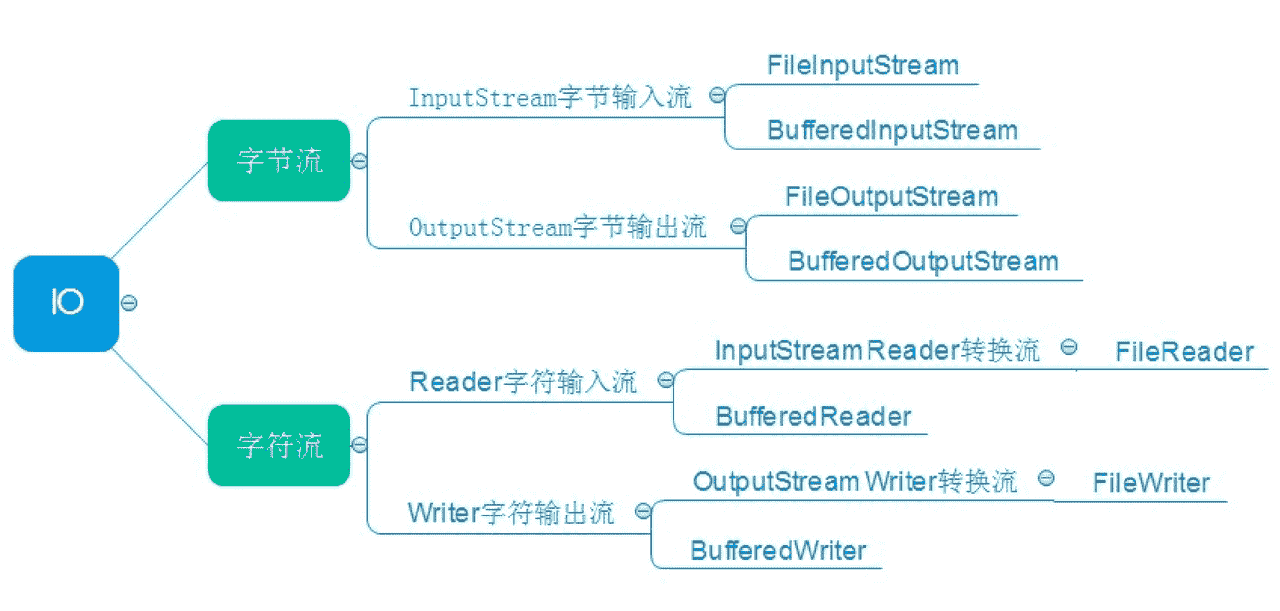 IO
字节流
InputStream字节输入流
FileInputStream
BufferedInputStream
OutputStream字节输出流
FileOutputStream
BufferedOutputStream
字符流
Reader字符输入流
InputStreamReader转换流
FileReader
BufferedReader
Writer字符输出流
OutputStreamWriter转换流
FileWriter
BufferedWriter